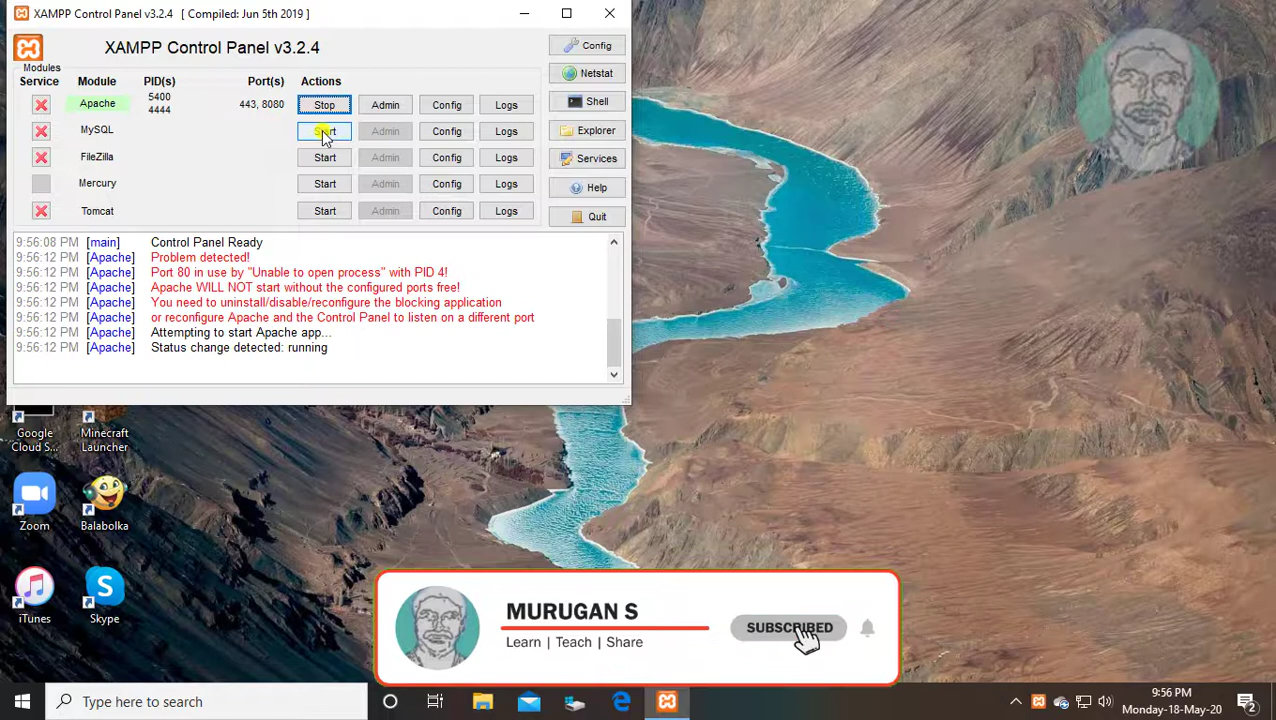 XAMPP Control Panel v3.2.4 [ Compiled: Jun 5th 2019 ]
XAMPP Control Panel v3.2.4
Config
Modules
Service Module PID(s) Port(s) Actions
Netstat
Apache 5400 4444 443, 8080 Stop Admin Config Logs
Shell
MySQL Start Admin Config Logs
Explorer
FileZilla Start Admin Config Logs
Services
Mercury Start Admin Config Logs
Help
Tomcat Start Admin Config Logs
Quit
9:56:08 PM [main] Control Panel Ready
9:56:12 PM [Apache] Problem detected!
9:56:12 PM [Apache] Port 80 in use by "Unable to open process" with PID 4!
9:56:12 PM [Apache] Apache WILL NOT start without the configured ports free!
9:56:12 PM [Apache] You need to uninstall/disable/reconfigure the blocking application
9:56:12 PM [Apache] or reconfigure Apache and the Control Panel to listen on a different port
9:56:12 PM [Apache] Attempting to start Apache app...
9:56:12 PM [Apache] Status change detected: running
Google Cloud S...
Minecraft Launcher
Zoom
Balabolka
iTunes
Skype
MURUGAN S
Learn | Teach | Share
SUBSCRIBED
Type here to search
9:56 PM
Monday-18-May-20
2